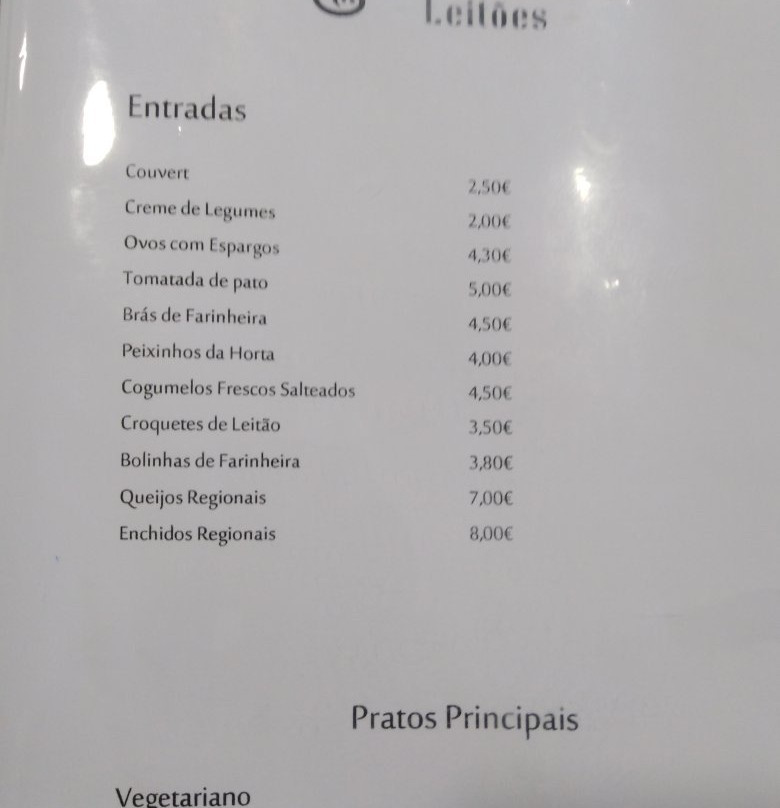 Leitões
Entradas
Couvert 2,50€
Creme de Legumes 2,00€
Ovos com Espargos 4,30€
Tomatada de pato 5,00€
Brás de Farinheira 4,50€
Peixinhos da Horta 4,00€
Cogumelos Frescos Salteados 4,50€
Croquetes de Leitão 3,50€
Bolinhas de Farinheira 3,80€
Queijos Regionais 7,00€
Enchidos Regionais 8,00€
Pratos Principais
Vegetariano